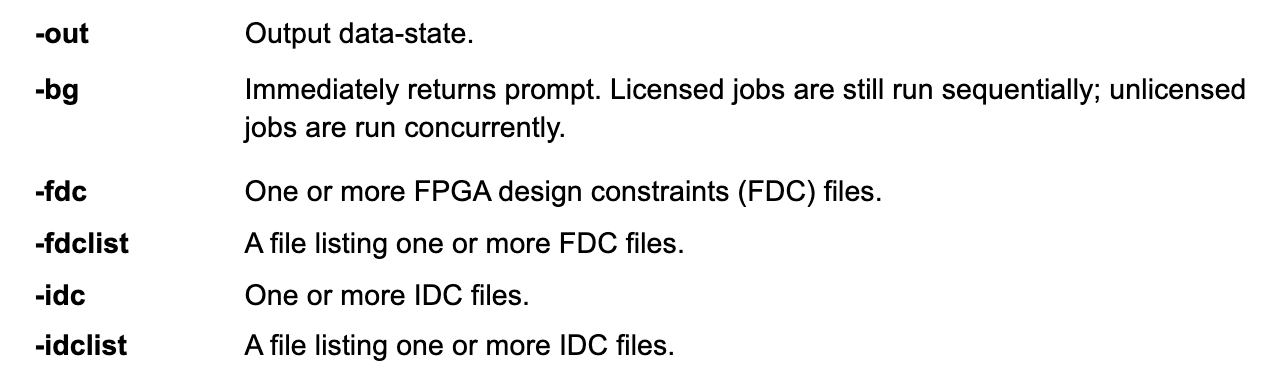 -out Output data-state.
-bg Immediately returns prompt. Licensed jobs are still run sequentially; unlicensed
jobs are run concurrently.
-fdc One or more FPGA design constraints (FDC) files.
-fdclist A file listing one or more FDC files.
-idc One or more IDC files.
-idclist A file listing one or more IDC files.